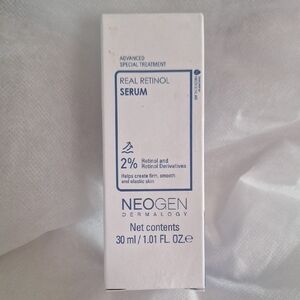 ADVANCED
SPECIAL TREATMENT
REAL RETINOL
SERUM
2% Retinol and
Retinol Derivatives
Helps create firm, smooth
and elastic skin
NEOGEN
DERMALOGY
Net contents
30 ml / 1.01 FL. OZ.℮